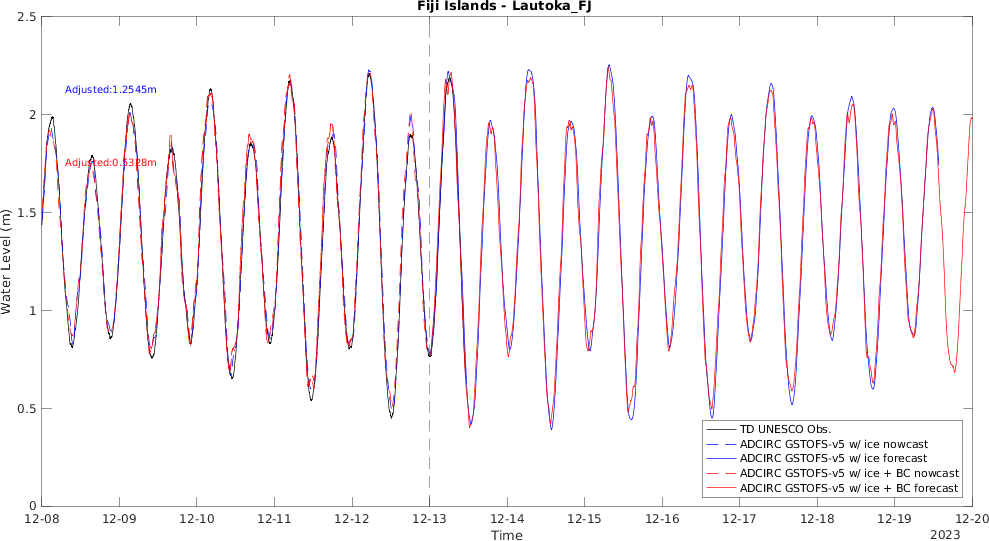 Fiji Islands - Lautoka_FJ
2.5
2
1.5
1
0.5
0
Water Level (m)
Adjusted:1.2545m
Adjusted:0.5328m
TD UNESCO Obs.
ADCIRC GSTOFS-v5 w/ ice nowcast
ADCIRC GSTOFS-v5 w/ ice forecast
ADCIRC GSTOFS-v5 w/ ice + BC nowcast
ADCIRC GSTOFS-v5 w/ ice + BC forecast
12-08 12-09 12-10 12-11 12-12 12-13 12-14 12-15 12-16 12-17 12-18 12-19 12-20
Time
2023